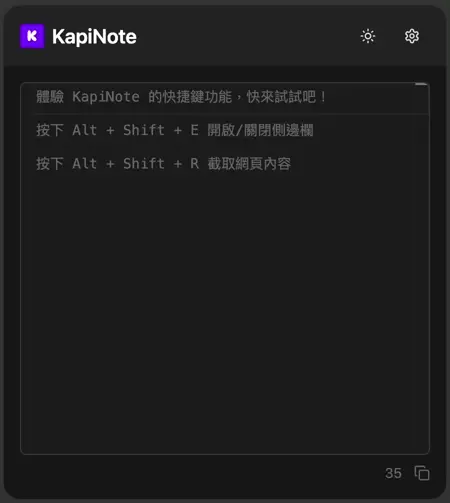 KapiNote
體驗 KapiNote 的快捷鍵功能，快來試試吧！
按下 Alt + Shift + E 開啟/關閉側邊欄
按下 Alt + Shift + R 截取網頁內容
35